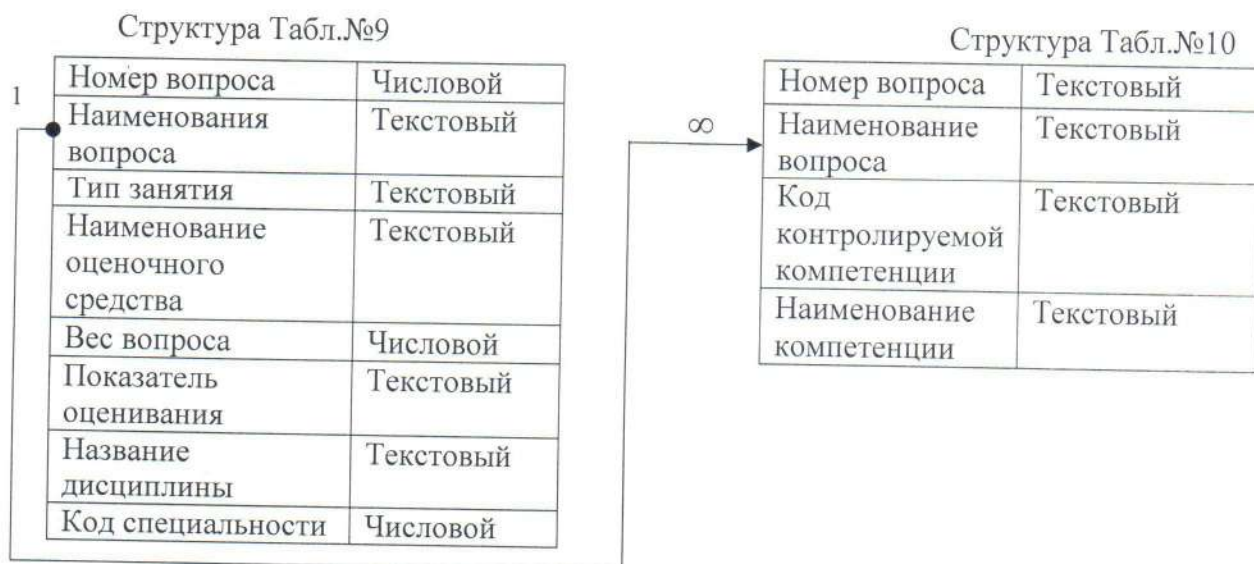 Структура Табл.№9
1
Номер вопроса Числовой
Наименования Текстовый
вопроса
Тип занятия Текстовый
Наименование Текстовый
оценочного
средства
Вес вопроса Числовой
Показатель Текстовый
оценивания
Название Текстовый
дисциплины
Код специальности Числовой
∞
Структура Табл.№10
Номер вопроса Текстовый
Наименование Текстовый
вопроса
Код Текстовый
контролируемой
компетенции
Наименование Текстовый
компетенции